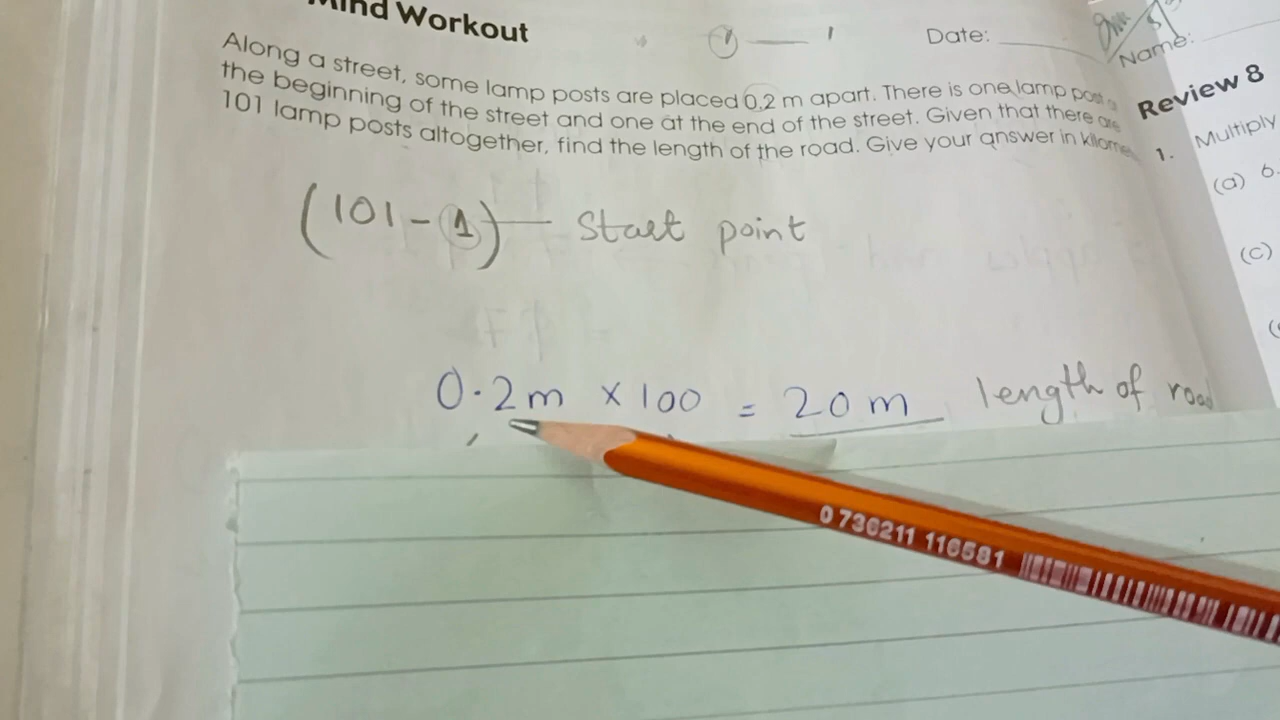 Mind Workout
Date:
Along a street, some lamp posts are placed 0.2 m apart. There is one lamp post
the beginning of the street and one at the end of the street. Given that there are
101 lamp posts altogether, find the length of the road. Give your answer in
(101 - 1) Start point
0.2m × 100 = 20 m length of road
0 736211 116581
Name:
Review 8
1. Multiply
(a) 6.
(c)